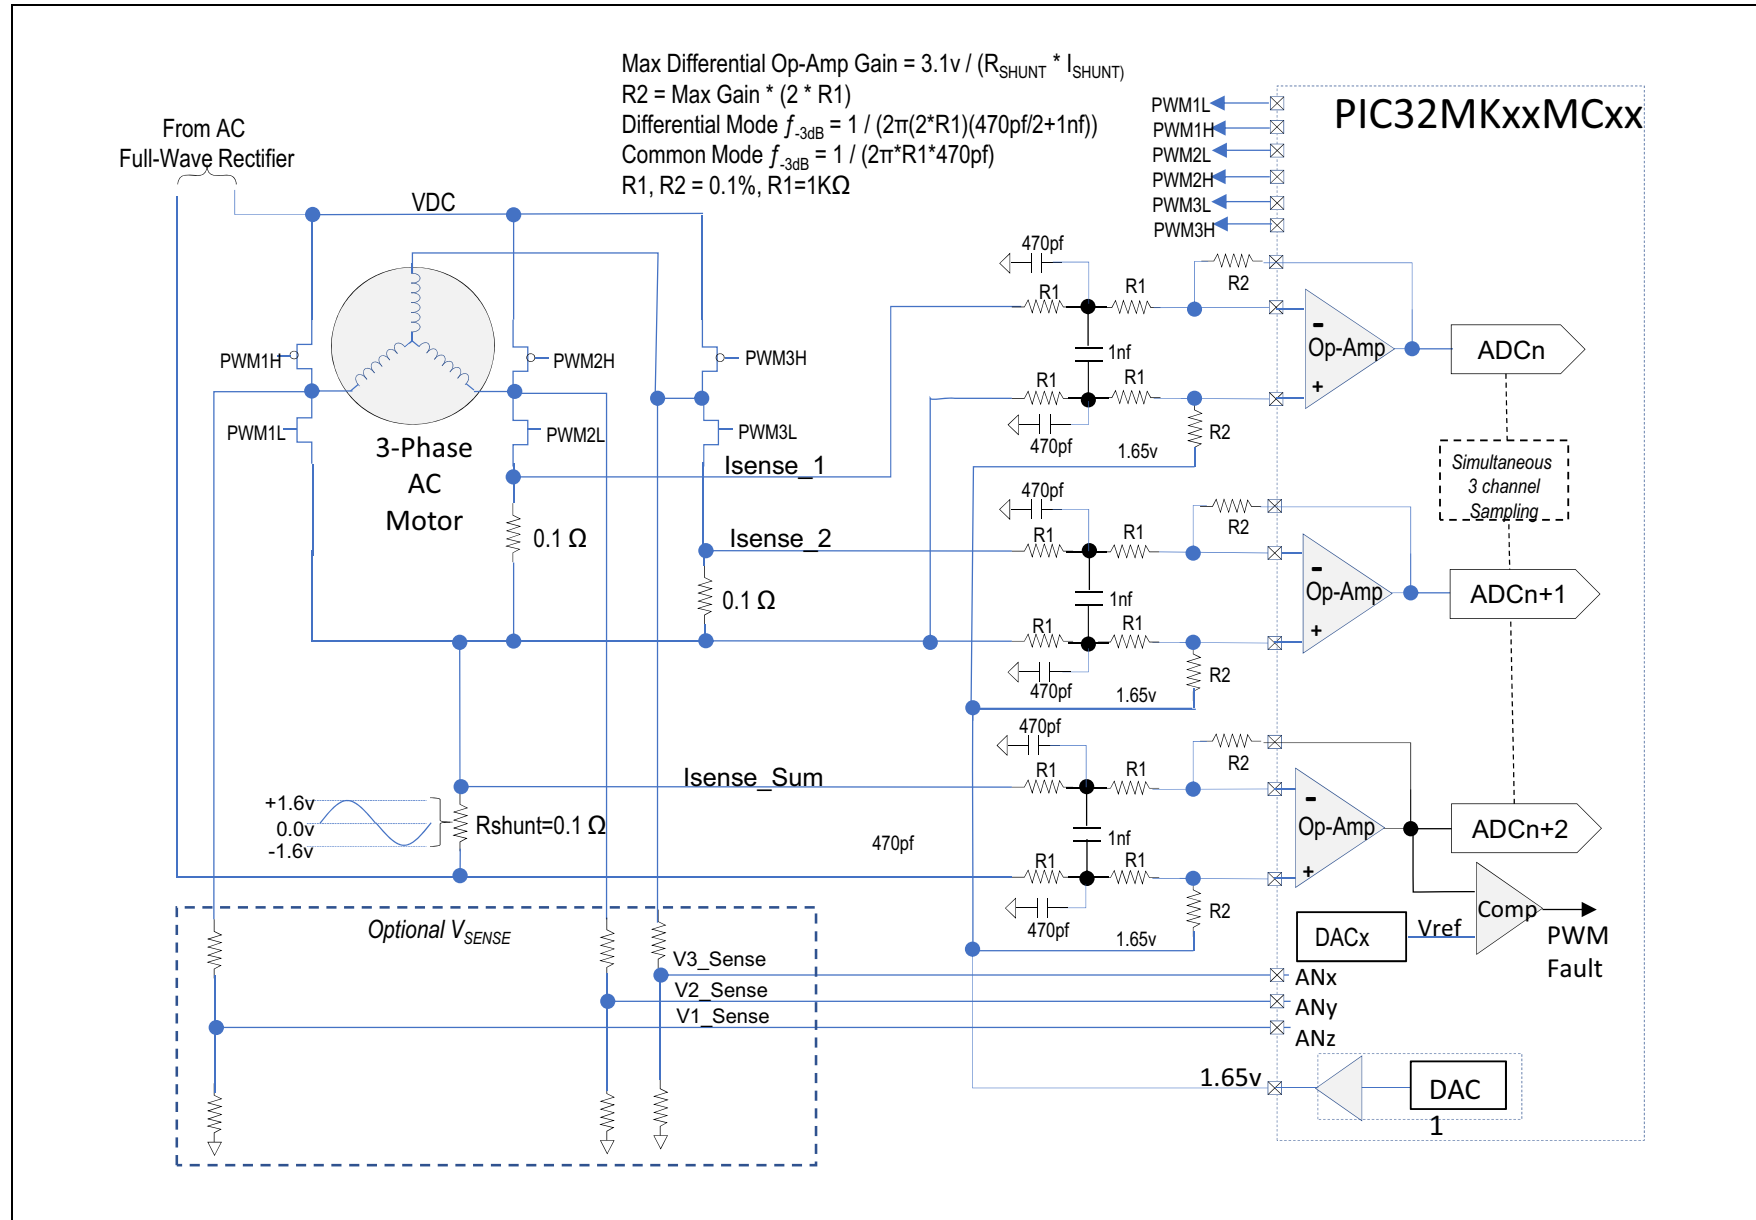 Max Differential Op-Amp Gain = 3.1v / (RSHUNT * ISHUNT)
R2 = Max Gain * (2 * R1)
Differential Mode ƒ-3dB = 1 / (2π(2*R1)(470pf/2+1nf))
Common Mode ƒ-3dB = 1 / (2π*R1*470pf)
R1, R2 = 0.1%, R1=1KΩ
From AC
Full-Wave Rectifier
VDC
PWM1H
PWM2H
PWM3H
PWM1L
PWM2L
PWM3L
3-Phase
AC
Motor
Isense_1
0.1 Ω
Isense_2
0.1 Ω
Isense_Sum
+1.6v
0.0v
-1.6v
Rshunt=0.1 Ω
470pf
Optional VSENSE
V3_Sense
V2_Sense
V1_Sense
PIC32MKxxMCxx
PWM1L
PWM1H
PWM2L
PWM2H
PWM3L
PWM3H
470pf
R1
R1
R2
1nf
R1
R1
470pf
1.65v
R2
-
Op-Amp
+
ADCn
Simultaneous
3 channel
Sampling
470pf
R1
R1
R2
1nf
R1
R1
470pf
1.65v
R2
-
Op-Amp
+
ADCn+1
470pf
R1
R1
R2
1nf
R1
R1
470pf
1.65v
R2
-
Op-Amp
+
ADCn+2
Comp
DACx
Vref
PWM
Fault
ANx
ANy
ANz
1.65v
DAC
1